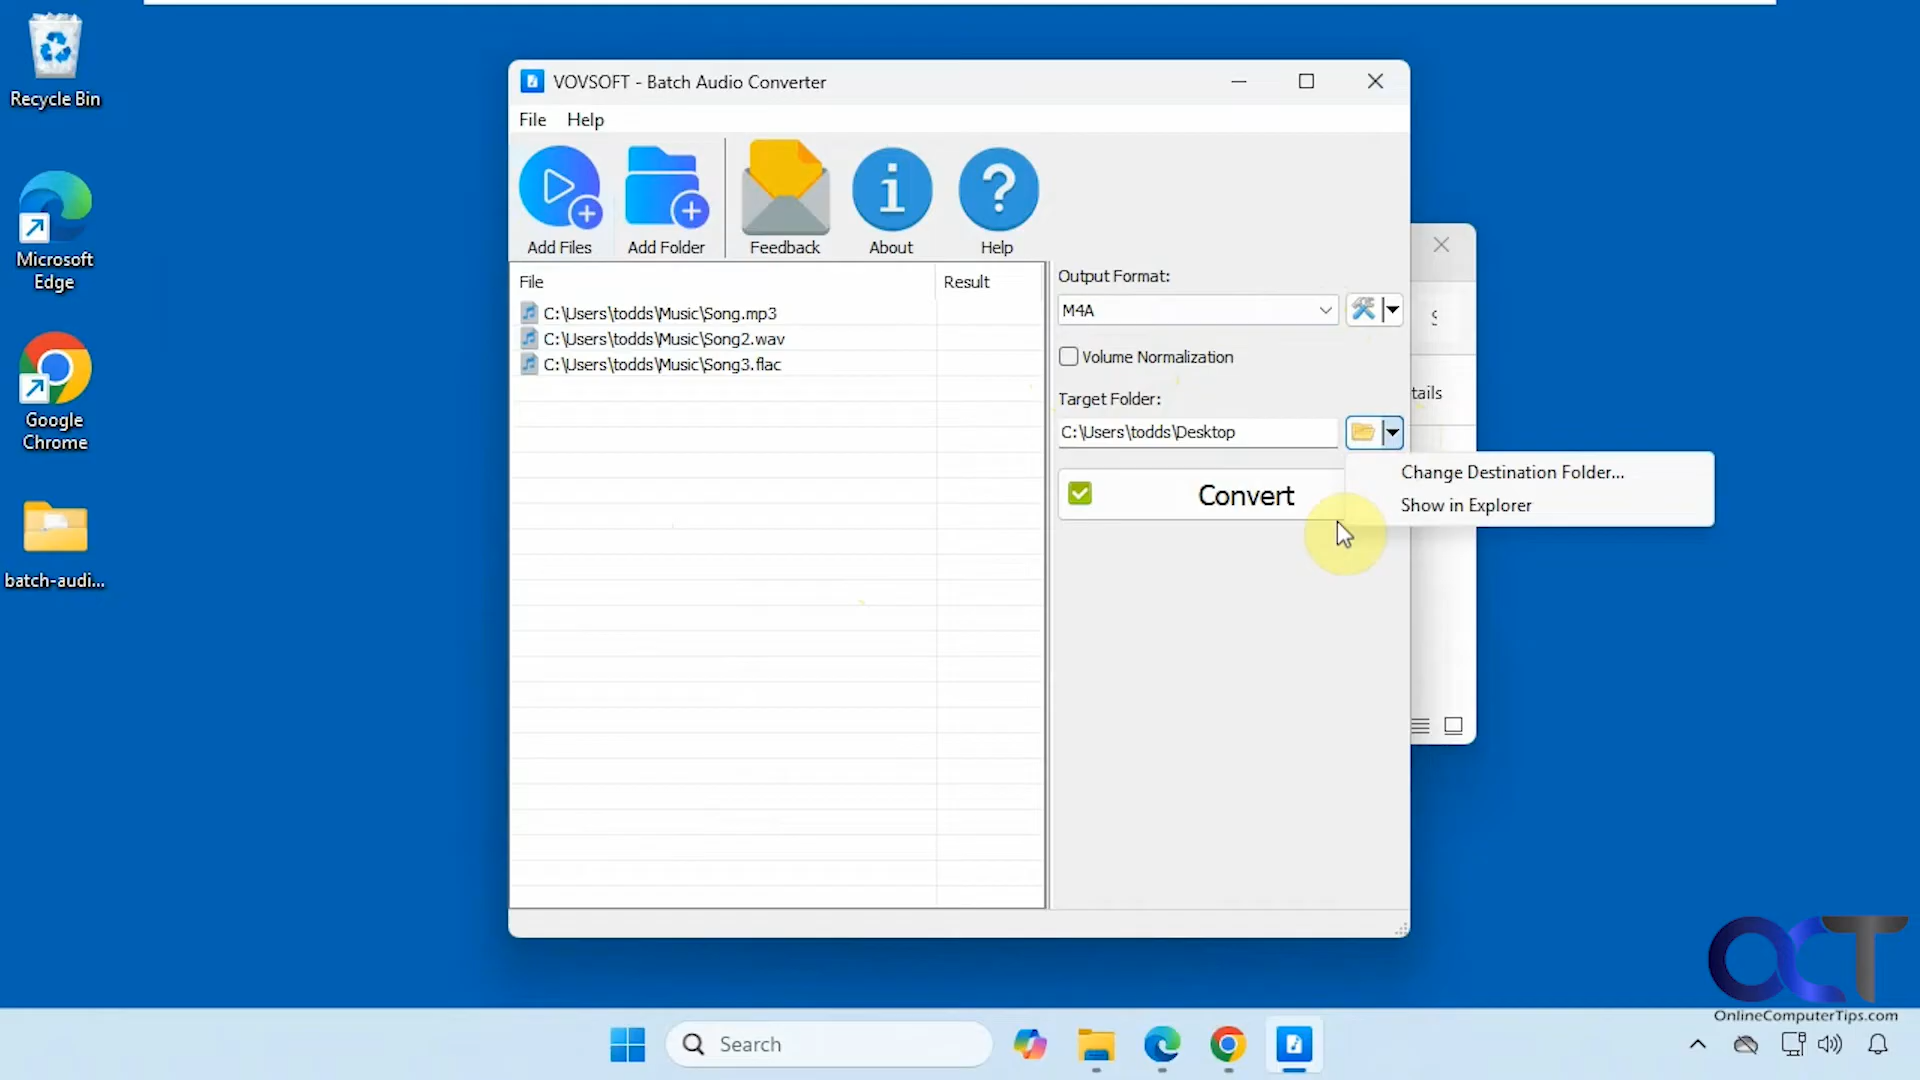 Recycle Bin
Microsoft
Edge
Google
Chrome
batch-audi...
VOVSOFT - Batch Audio Converter
File Help
Add Files Add Folder Feedback About Help
File Result
C:\Users\todds\Music\Song.mp3
C:\Users\todds\Music\Song2.wav
C:\Users\todds\Music\Song3.flac
Output Format:
M4A
Volume Normalization
Target Folder:
C:\Users\todds\Desktop
Convert
Change Destination Folder...
Show in Explorer
tails
Search
OCT
OnlineComputerTips.com